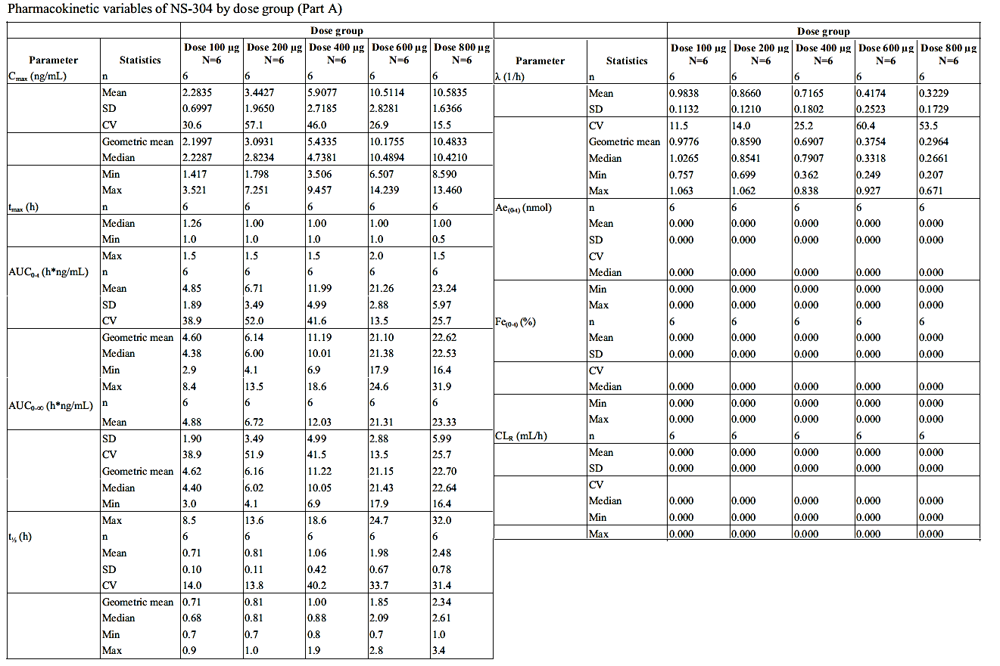 Pharmacokinetic variables of NS-304 by dose group (Part A)
Dose group
Parameter Statistics Dose 100 µg N=6 Dose 200 µg N=6 Dose 400 µg N=6 Dose 600 µg N=6 Dose 800 µg N=6
Cmax (ng/mL) n 6 6 6 6 6
Mean 2.2835 3.4427 5.9077 10.5114 10.5835
SD 0.6997 1.9650 2.7185 2.8281 1.6366
CV 30.6 57.1 46.0 26.9 15.5
Geometric mean 2.1997 3.0931 5.4335 10.1755 10.4833
Median 2.2287 2.8234 4.7381 10.4894 10.4210
Min 1.417 1.798 3.506 6.507 8.590
Max 3.521 7.251 9.457 14.239 13.460
tmax (h) n 6 6 6 6 6
Median 1.26 1.00 1.00 1.00 1.00
Min 1.0 1.0 1.0 1.0 0.5
Max 1.5 1.5 1.5 2.0 1.5
AUC0-t (h*ng/mL) n 6 6 6 6 6
Mean 4.85 6.71 11.99 21.26 23.24
SD 1.89 3.49 4.99 2.88 5.97
CV 38.9 52.0 41.6 13.5 25.7
Geometric mean 4.60 6.14 11.19 21.10 22.62
Median 4.38 6.00 10.01 21.38 22.53
Min 2.9 4.1 6.9 17.9 16.4
Max 8.4 13.5 18.6 24.6 31.9
AUC0-∞ (h*ng/mL) n 6 6 6 6 6
Mean 4.88 6.72 12.03 21.31 23.33
SD 1.90 3.49 4.99 2.88 5.99
CV 38.9 51.9 41.5 13.5 25.7
Geometric mean 4.62 6.16 11.22 21.15 22.70
Median 4.40 6.02 10.05 21.43 22.64
Min 3.0 4.1 6.9 17.9 16.4
Max 8.5 13.6 18.6 24.7 32.0
t½ (h) n 6 6 6 6 6
Mean 0.71 0.81 1.06 1.98 2.48
SD 0.10 0.11 0.42 0.67 0.78
CV 14.0 13.8 40.2 33.7 31.4
Geometric mean 0.71 0.81 1.00 1.85 2.34
Median 0.68 0.81 0.88 2.09 2.61
Min 0.7 0.7 0.8 0.7 1.0
Max 0.9 1.0 1.9 2.8 3.4
Dose group
Parameter Statistics Dose 100 µg N=6 Dose 200 µg N=6 Dose 400 µg N=6 Dose 600 µg N=6 Dose 800 µg N=6
λ (1/h) n 6 6 6 6 6
Mean 0.9838 0.8660 0.7165 0.4174 0.3229
SD 0.1132 0.1210 0.1802 0.2523 0.1729
CV 11.5 14.0 25.2 60.4 53.5
Geometric mean 0.9776 0.8590 0.6907 0.3754 0.2964
Median 1.0265 0.8541 0.7907 0.3318 0.2661
Min 0.757 0.699 0.362 0.249 0.207
Max 1.063 1.062 0.838 0.927 0.671
Ae(0-t) (nmol) n 6 6 6 6 6
Mean 0.000 0.000 0.000 0.000 0.000
SD 0.000 0.000 0.000 0.000 0.000
CV
Median 0.000 0.000 0.000 0.000 0.000
Min 0.000 0.000 0.000 0.000 0.000
Max 0.000 0.000 0.000 0.000 0.000
Fe(0-t) (%) n 6 6 6 6 6
Mean 0.000 0.000 0.000 0.000 0.000
SD 0.000 0.000 0.000 0.000 0.000
CV
Median 0.000 0.000 0.000 0.000 0.000
Min 0.000 0.000 0.000 0.000 0.000
Max 0.000 0.000 0.000 0.000 0.000
CLR (mL/h) n 6 6 6 6 6
Mean 0.000 0.000 0.000 0.000 0.000
SD 0.000 0.000 0.000 0.000 0.000
CV
Median 0.000 0.000 0.000 0.000 0.000
Min 0.000 0.000 0.000 0.000 0.000
Max 0.000 0.000 0.000 0.000 0.000